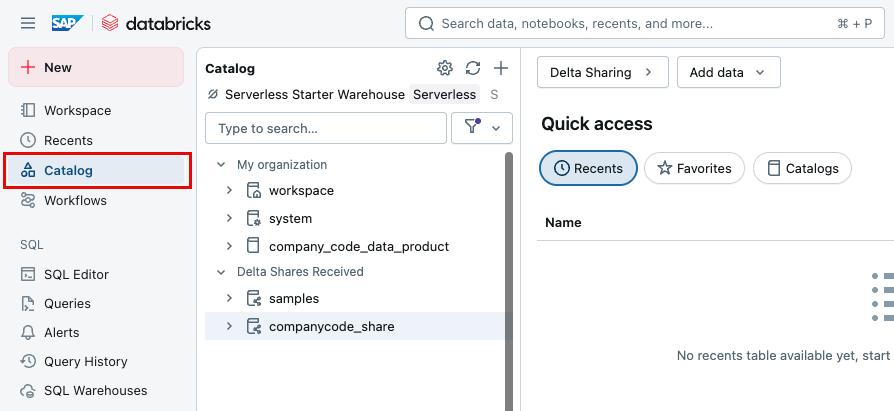 SAP databricks
Search data, notebooks, recents, and more...
⌘ + P
New
Workspace
Recents
Catalog
Workflows
SQL
SQL Editor
Queries
Alerts
Query History
SQL Warehouses
Catalog
Serverless Starter Warehouse Serverless S
Type to search...
My organization
workspace
system
company_code_data_product
Delta Shares Received
samples
companycode_share
Delta Sharing
Add data
Quick access
Recents
Favorites
Catalogs
Name
No recents table available yet, start